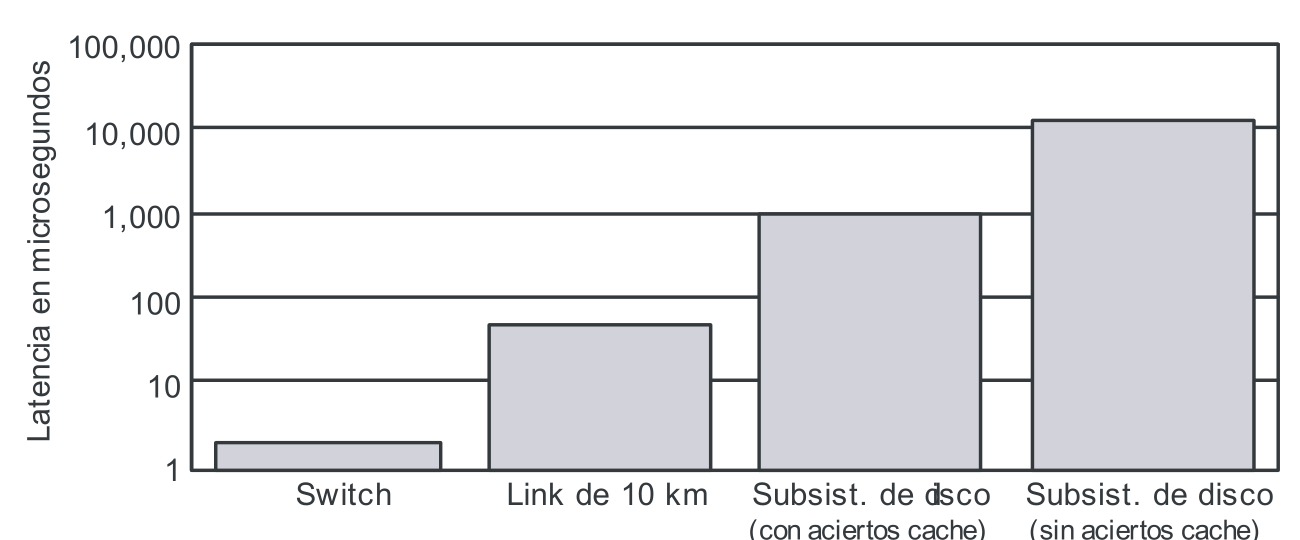 100,000
10,000
1,000
100
10
1
Latencia en microsegundos
Switch
Link de 10 km
Subsist. de disco
(con aciertos cache)
Subsist. de disco
(sin aciertos cache)